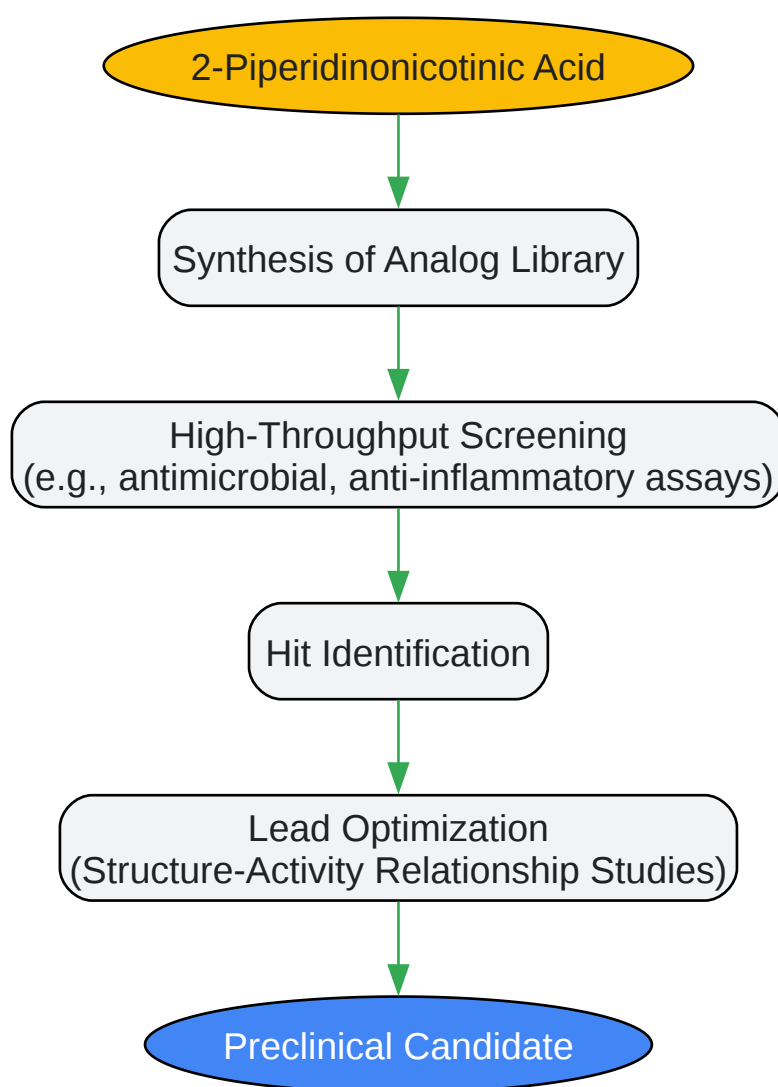 2-Piperidinonicotinic Acid
Synthesis of Analog Library
High-Throughput Screening
(e.g., antimicrobial, anti-inflammatory assays)
Hit Identification
Lead Optimization
(Structure-Activity Relationship Studies)
Preclinical Candidate